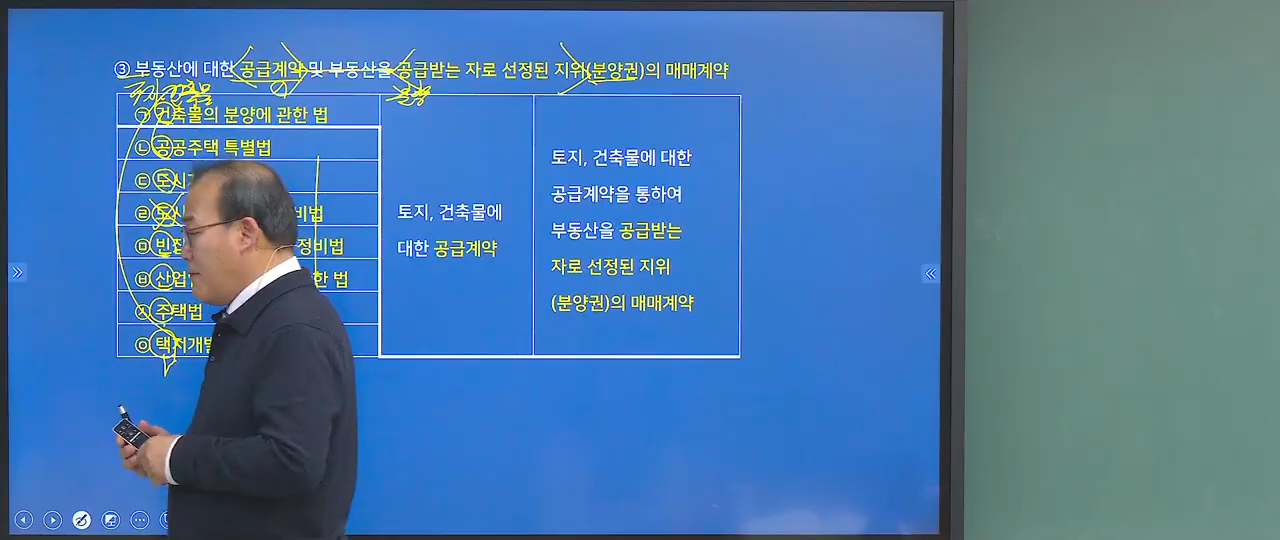 ③ 부동산에 대한 공급계약 및 부동산을 공급받는 자로 선정된 지위(분양권)의 매매계약
㉠ 건축물의 분양에 관한 법
㉡ 공공주택 특별법
㉢ 도시
㉣ 도시 비법
㉤ 빈집 정비법
㉥ 산업 한 법
㉦ 주택법
㉧ 택지개발
토지, 건축물에
대한 공급계약
토지, 건축물에 대한
공급계약을 통하여
부동산을 공급받는
자로 선정된 지위
(분양권)의 매매계약